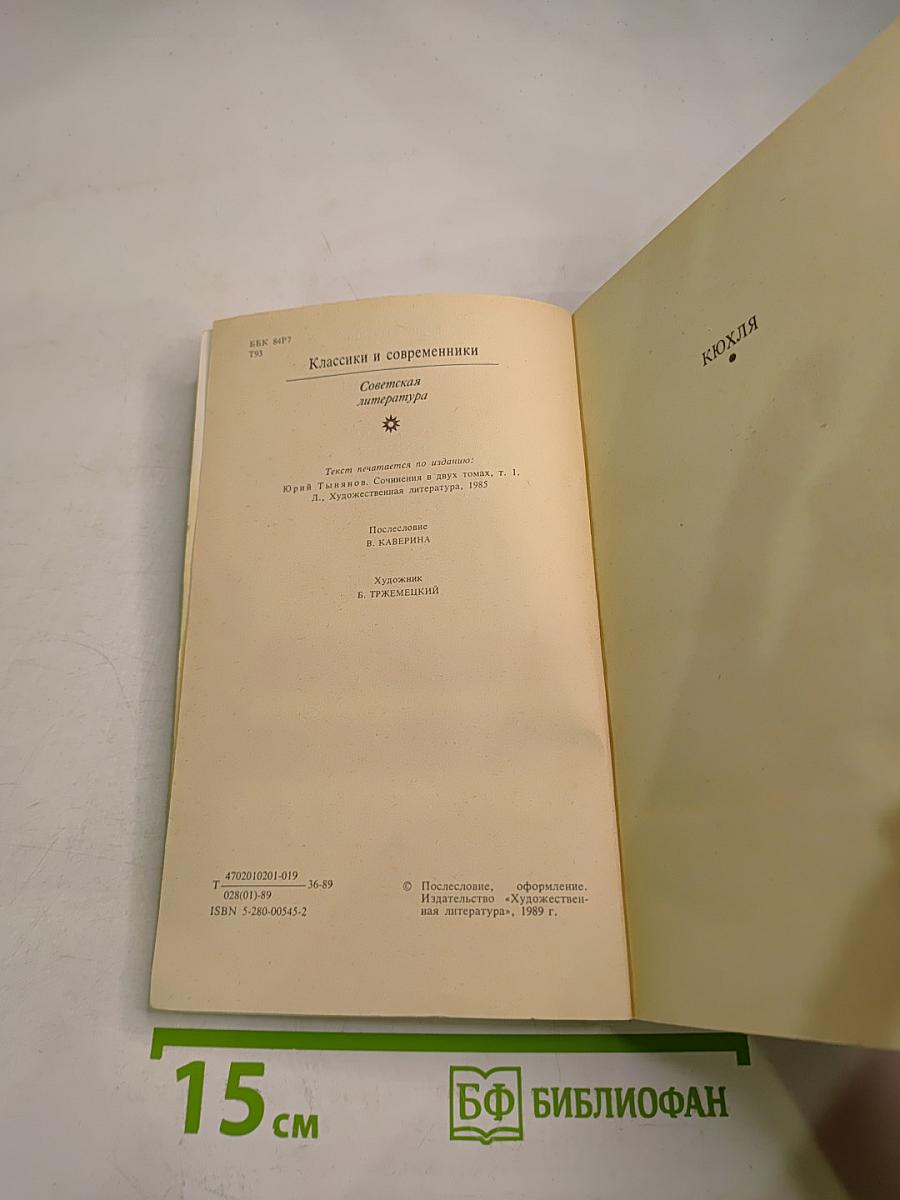 ББК 84Р7
Т93
Классики и современники
Советская
литература
Текст печатается по изданию:
Юрий Тынянов. Сочинения в двух томах, т. 1.
Л., Художественная литература, 1985
Послесловие
В. КАВЕРИНА
Художник
Б. ТРЖЕМЕЦКИЙ
4702010201-019
Т 36-89
028(01)-89
ISBN 5-280-00545-2
© Послесловие, оформление.
Издательство «Художествен-
ная литература», 1989 г.
КЮХЛЯ
15 см
БФ БИБЛИОФАН